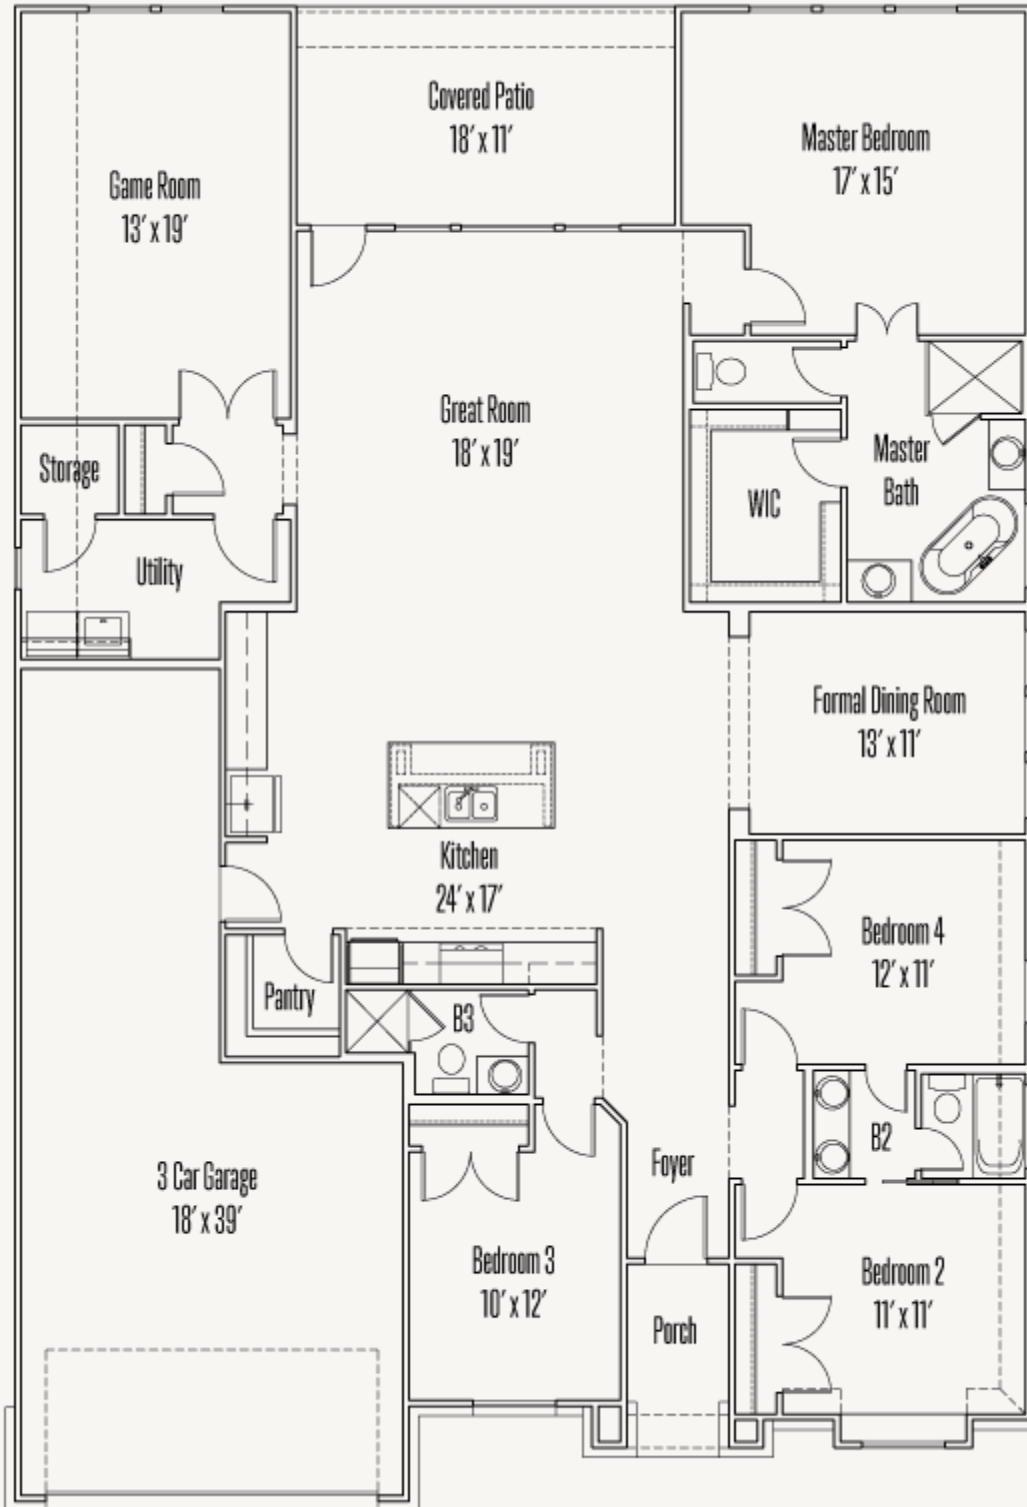 Covered Patio
18' x 11'
Master Bedroom
17' x 15'
Game Room
13' x 19'
Great Room
18' x 19'
Storage
Master
Bath
WIC
Utility
Formal Dining Room
13' x 11'
Kitchen
24' x 17'
Bedroom 4
12' x 11'
Pantry
B3
B2
3 Car Garage
18' x 39'
Foyer
Bedroom 3
10' x 12'
Bedroom 2
11' x 11'
Porch